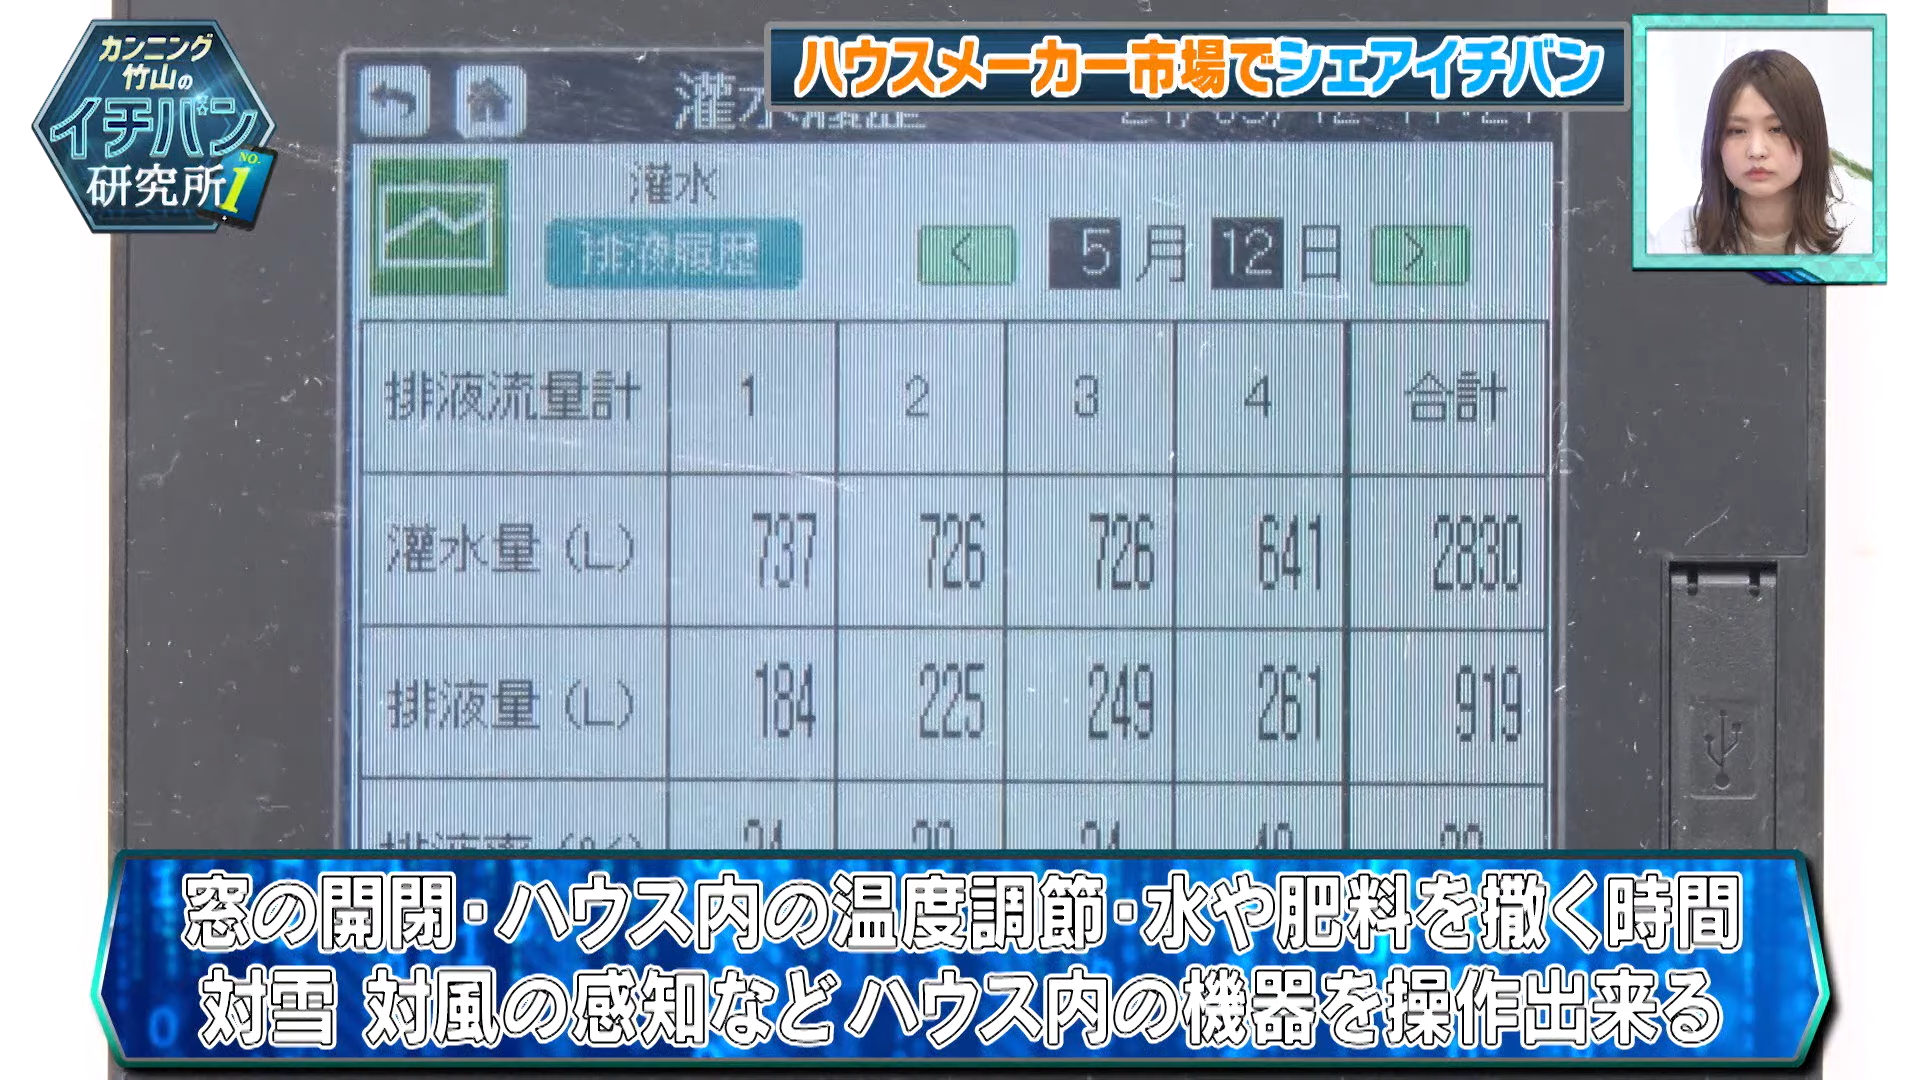 カンニング
竹山の
イチバン
研究所
NO.1
ハウスメーカー市場でシェアイチバン
灌水
排液履歴
5月12日
排液流量計 1 2 3 4 合計
灌水量 (L) 737 726 726 641 2830
排液量 (L) 184 225 249 261 919
窓の開閉・ハウス内の温度調節・水や肥料を撒く時間
対雪 対風の感知など ハウス内の機器を操作出来る